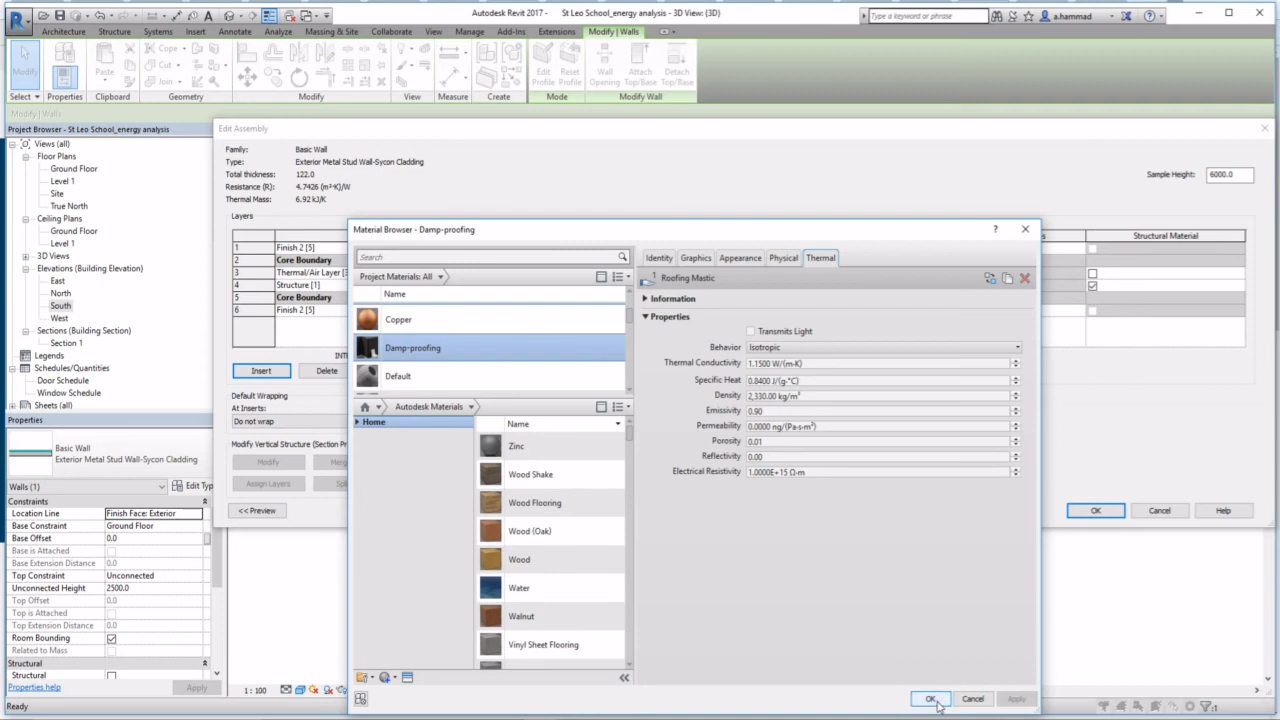 Autodesk Revit 2017 - St Leo School_energy analysis - 3D View: {3D}
Type a keyword or phrase
a.hammad
Architecture Structure Systems Insert Annotate Analyze Massing & Site Collaborate View Manage Add-Ins Extensions Modify | Walls
Modify Paste Cope Cut Join Edit Profile Reset Profile Wall Opening Attach Top/Base Detach Top/Base
Select Properties Clipboard Geometry Modify View Measure Create Mode Modify Wall
Modify | Walls
Project Browser - St Leo School_energy analysis
Views (all)
Floor Plans
Ground Floor
Level 1
Site
True North
Ceiling Plans
Ground Floor
Level 1
3D Views
Elevations (Building Elevation)
East
North
South
West
Sections (Building Section)
Section 1
Legends
Schedules/Quantities
Door Schedule
Window Schedule
Sheets (all)
Properties
Basic Wall
Exterior Metal Stud Wall-Sycon Cladding
Walls (1) Edit Typ
Constraints
Location Line Finish Face: Exterior
Base Constraint Ground Floor
Base Offset 0.0
Base is Attached
Base Extension Distance 0.0
Top Constraint Unconnected
Unconnected Height 2500.0
Top Offset 0.0
Top is Attached
Top Extension Distance 0.0
Room Bounding
Related to Mass
Structural
Structural
Properties help Apply
Ready
1 : 100
:1
Edit Assembly
Family: Basic Wall
Type: Exterior Metal Stud Wall-Sycon Cladding
Total thickness: 122.0
Resistance (R): 4.7426 (m²·K)/W
Thermal Mass: 6.92 kJ/K
Sample Height: 6000.0
Layers
Structural Material
1 Finish 2 [5]
2 Core Boundary
3 Thermal/Air Layer [3
4 Structure [1]
5 Core Boundary
6 Finish 2 [5]
INT
Insert Delete
Default Wrapping
At Inserts:
Do not wrap
Modify Vertical Structure (Section Pr
Modify Merg
Assign Layers Spl
<< Preview
OK Cancel Help
Material Browser - Damp-proofing
?
Search
Project Materials: All
Name
Copper
Damp-proofing
Default
Autodesk Materials
Home
Name
Zinc
Wood Shake
Wood Flooring
Wood (Oak)
Wood
Water
Walnut
Vinyl Sheet Flooring
Identity Graphics Appearance Physical Thermal
1 Roofing Mastic
Information
Properties
Transmits Light
Behavior Isotropic
Thermal Conductivity 1.1500 W/(m·K)
Specific Heat 0.8400 J/(g·°C)
Density 2,330.00 kg/m³
Emissivity 0.90
Permeability 0.0000 ng/(Pa·s·m²)
Porosity 0.01
Reflectivity 0.00
Electrical Resistivity 1.0000E+15 Ω·m
OK Cancel Apply